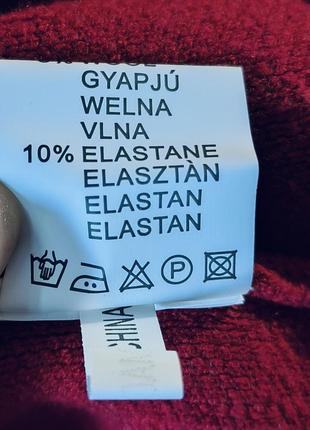 GYAPJÚ
WELNA
VLNA
10% ELASTANE
ELASZTÀN
ELASTAN
ELASTAN
P
CHINA